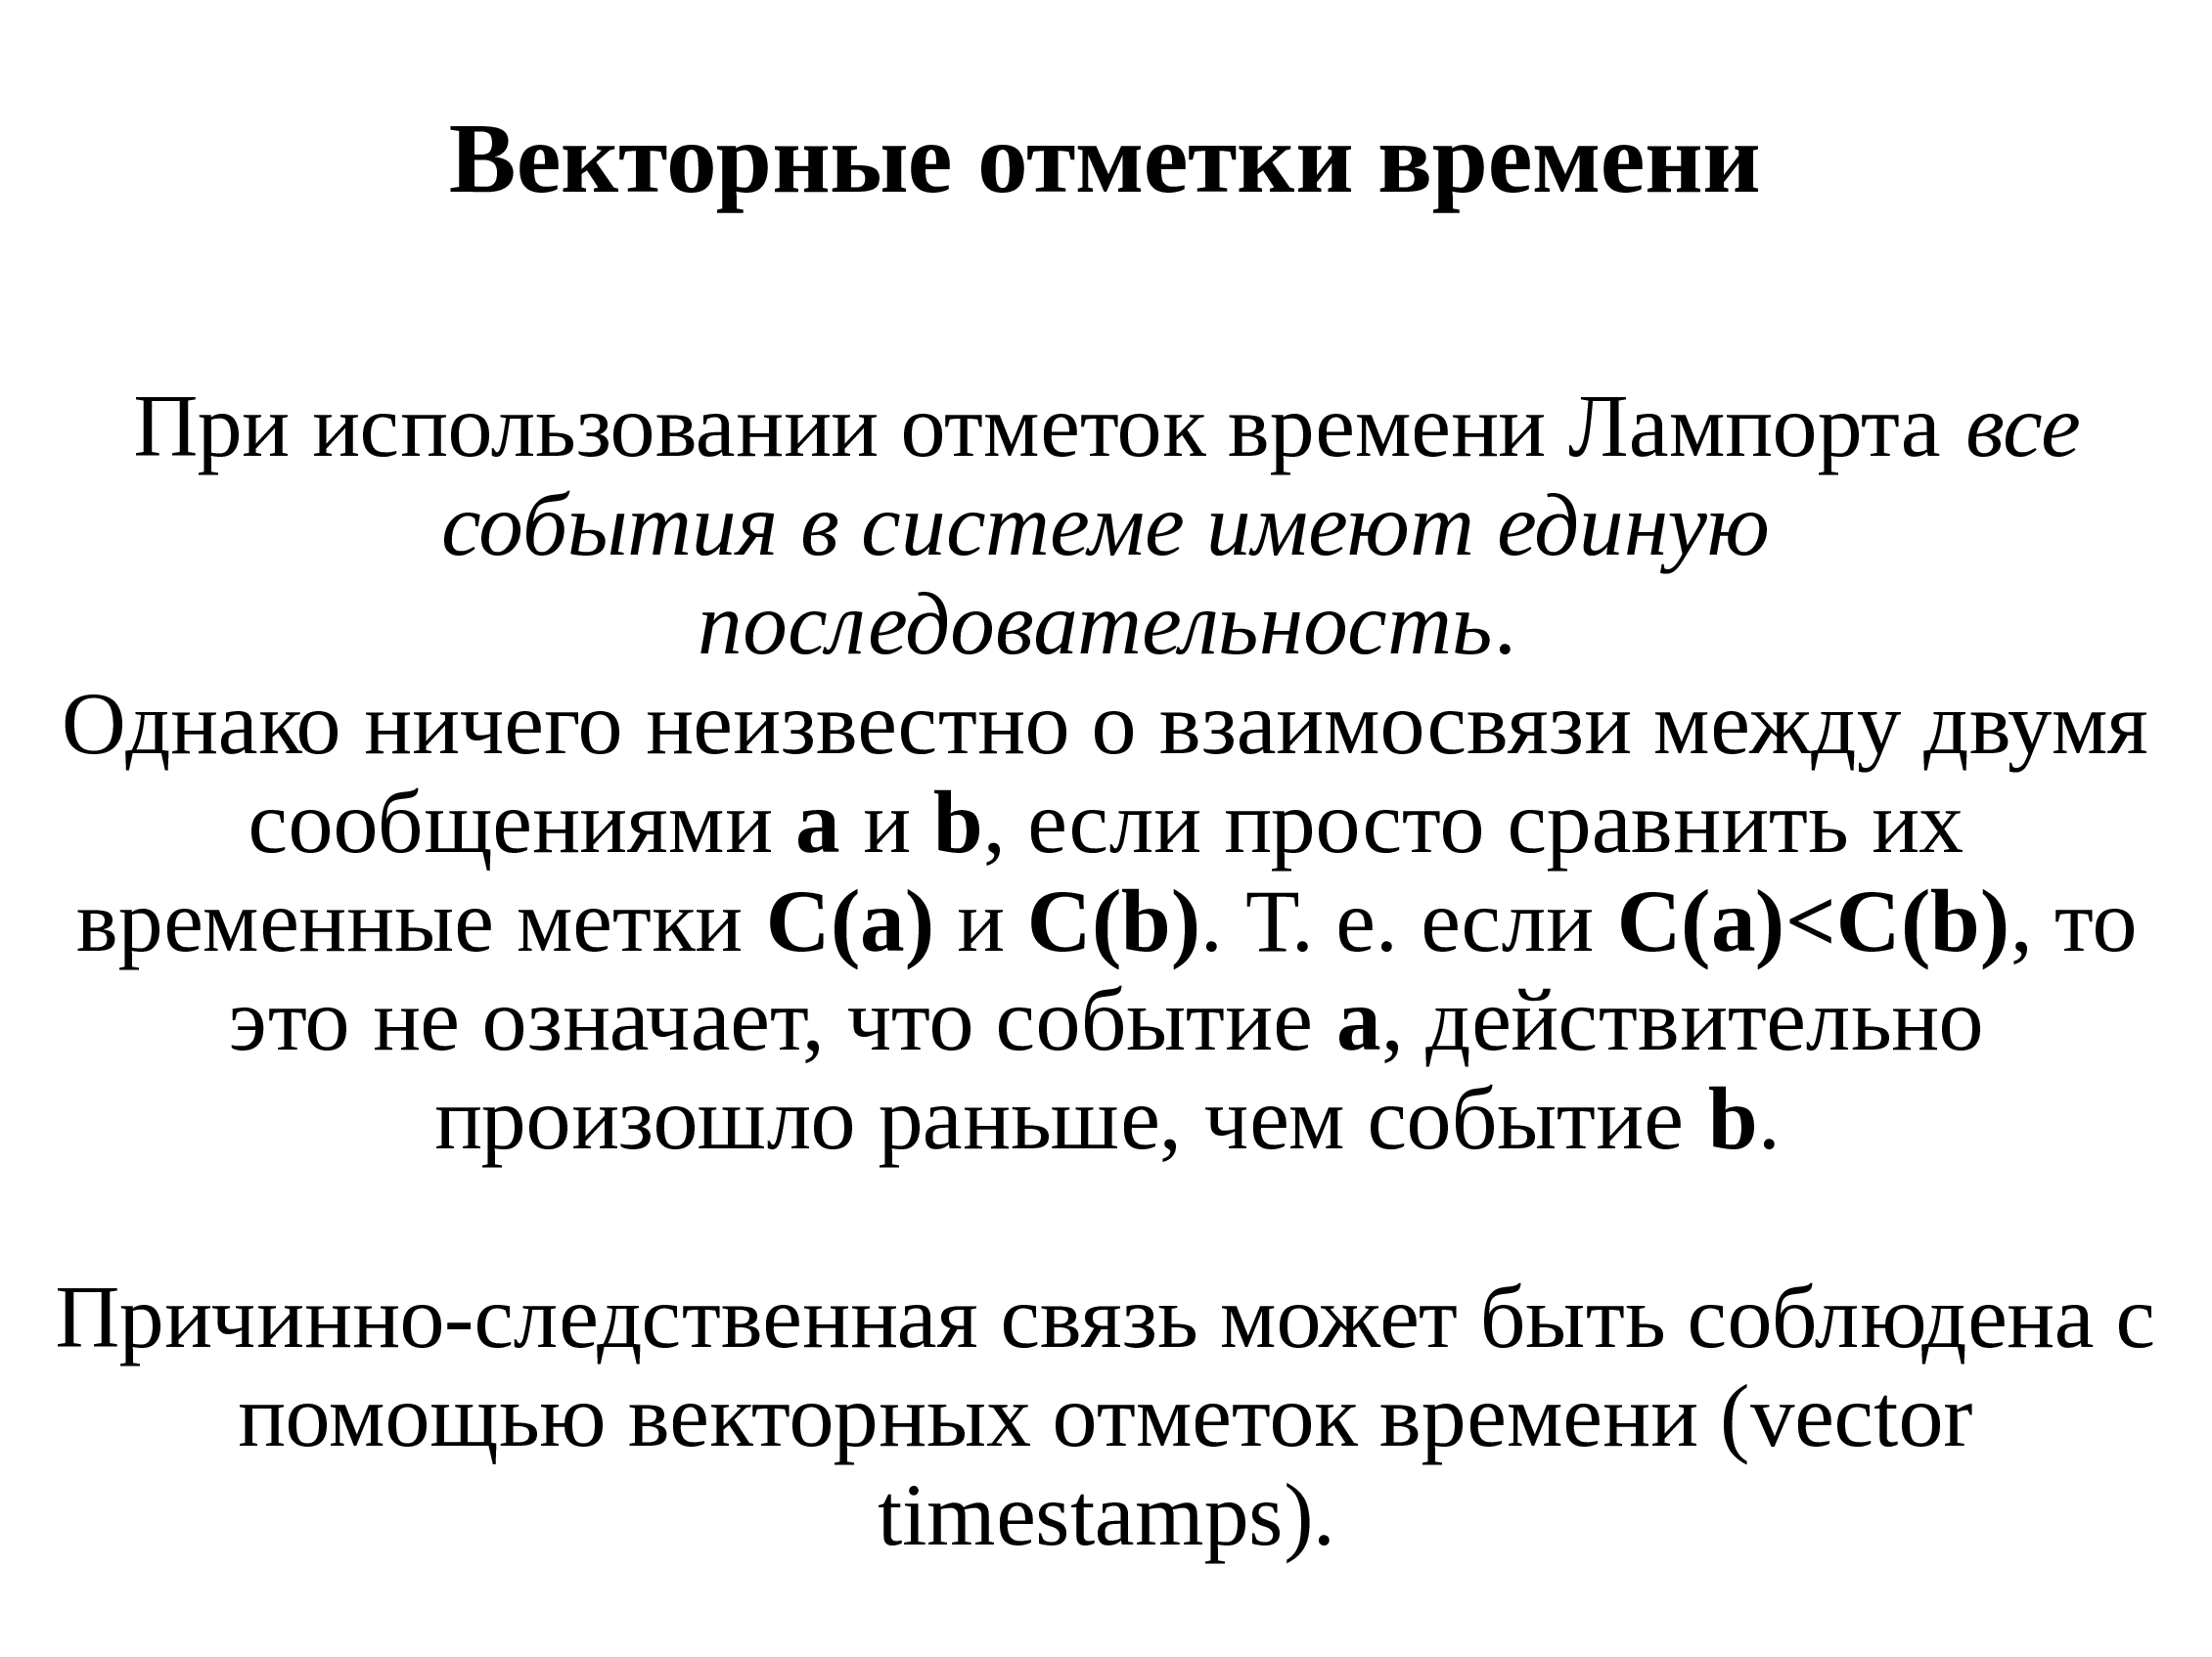 Векторные отметки времени
При использовании отметок времени Лампорта все
события в системе имеют единую
последовательность.
Однако ничего неизвестно о взаимосвязи между двумя
сообщениями a и b, если просто сравнить их
временные метки C(a) и C(b). Т. е. если C(a)<C(b), то
это не означает, что событие a, действительно
произошло раньше, чем событие b.
Причинно-следственная связь может быть соблюдена с
помощью векторных отметок времени (vector
timestamps).